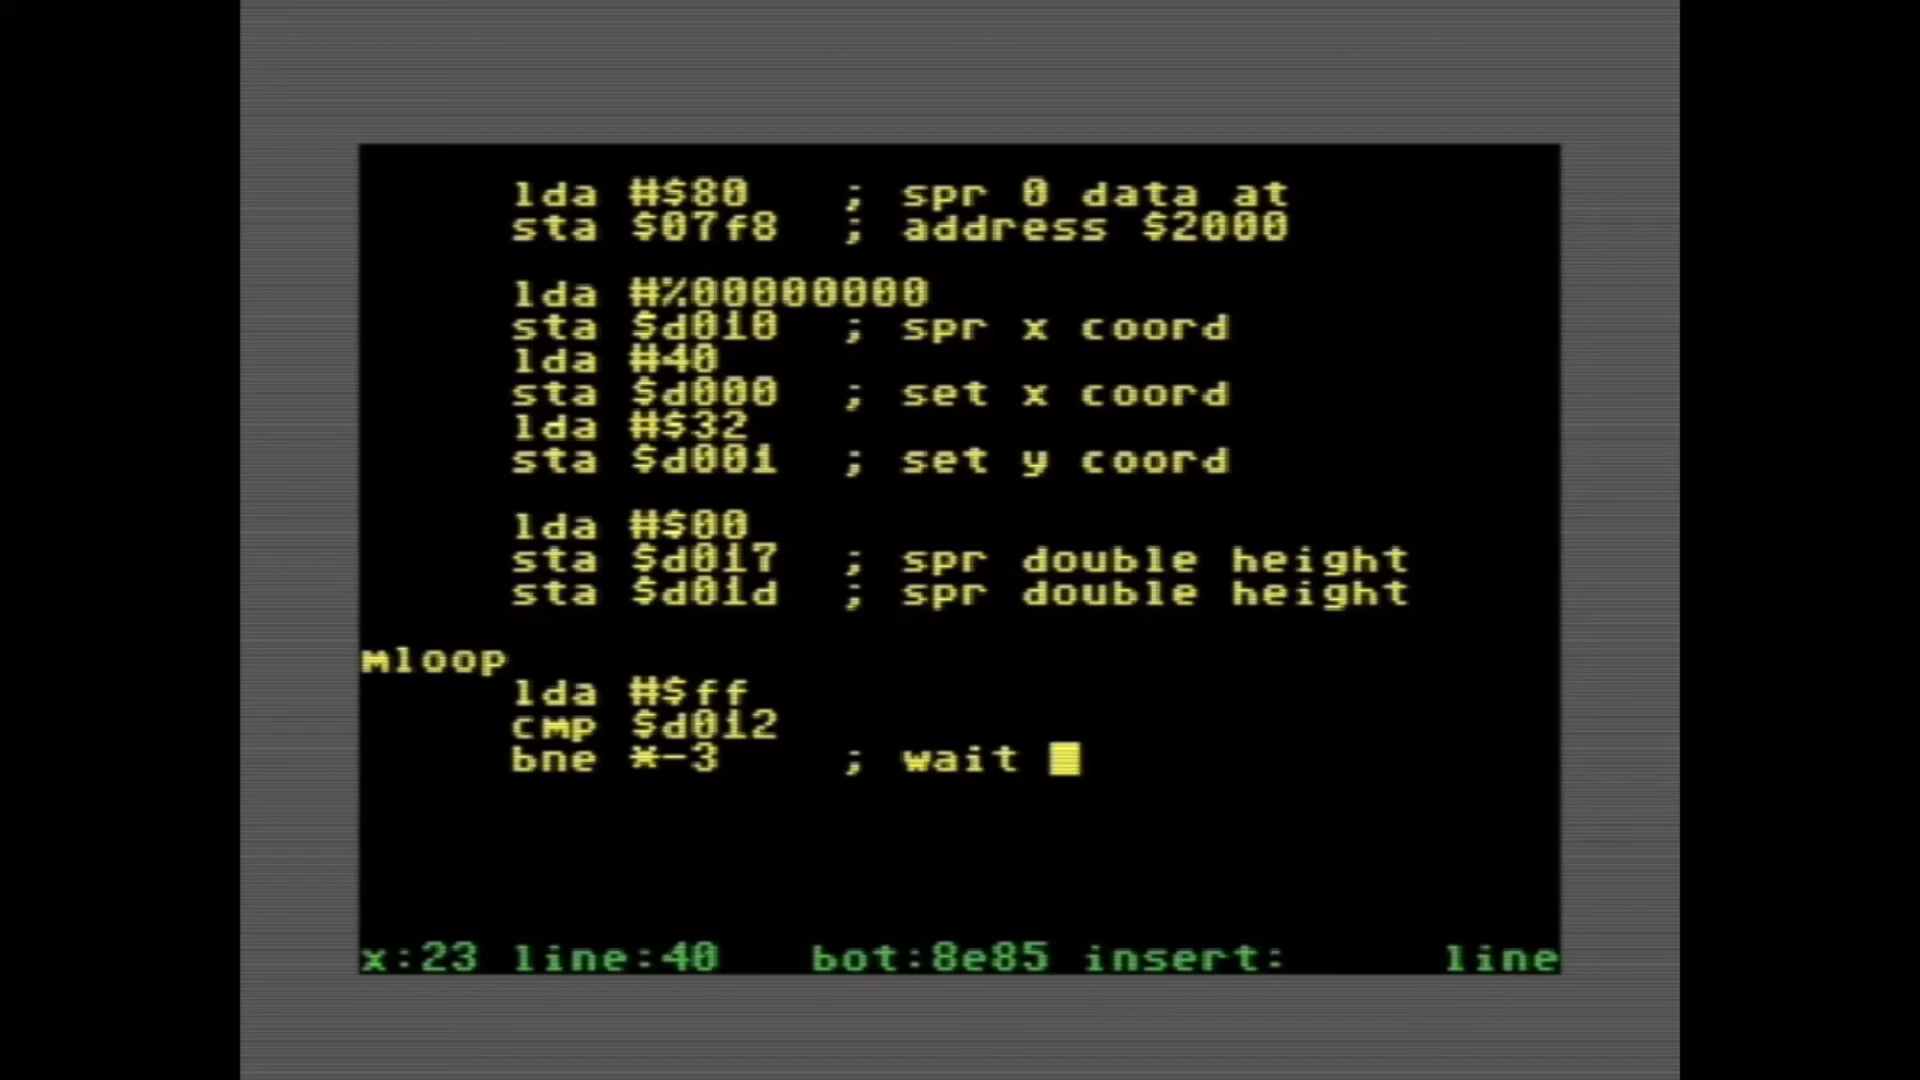 lda #$80 ; spr 0 data at
sta $07f8 ; address $2000
lda #%00000000
sta $d010 ; spr x coord
lda #40
sta $d000 ; set x coord
lda #$32
sta $d001 ; set y coord
lda #$00
sta $d017 ; spr double height
sta $d01d ; spr double height
mloop
lda #$ff
cmp $d012
bne *-3 ; wait
x:23 line:40 bot:8e85 insert: line